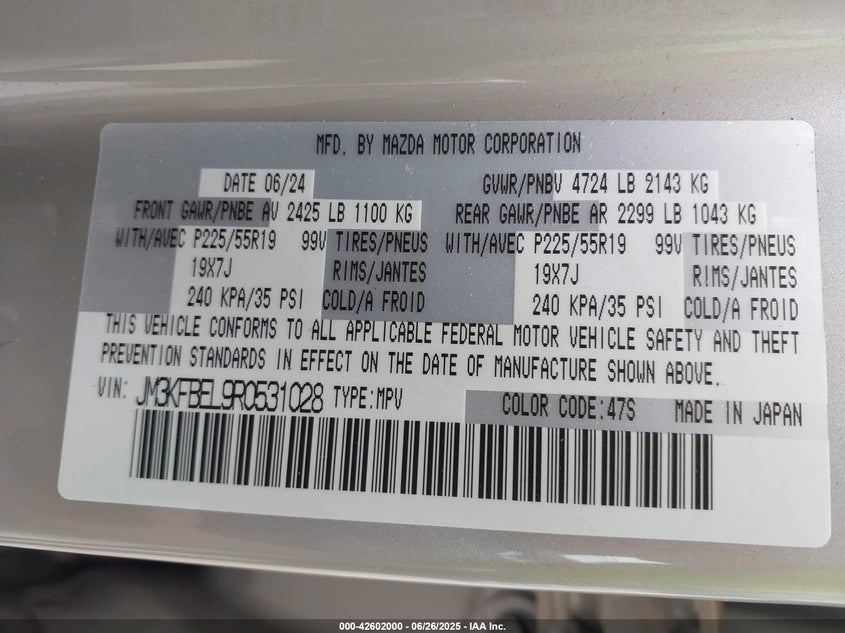 MFD. BY MAZDA MOTOR CORPORATION
DATE 06/24 GVWR/PNBV 4724 LB 2143 KG
FRONT GAWR/PNBE AV 2425 LB 1100 KG REAR GAWR/PNBE AR 2299 LB 1043 KG
WITH/AVEC P225/55R19 99V TIRES/PNEUS WITH/AVEC P225/55R19 99V TIRES/PNEUS
19X7J RIMS/JANTES 19X7J RIMS/JANTES
240 KPA/35 PSI COLD/A FROID 240 KPA/35 PSI COLD/A FROID
THIS VEHICLE CONFORMS TO ALL APPLICABLE FEDERAL MOTOR VEHICLE SAFETY AND THEFT
PREVENTION STANDARDS IN EFFECT ON THE DATE OF MANUFACTURE SHOWN ABOVE.
VIN: JM3KFBEL9R0531028 TYPE:MPV COLOR CODE:47S MADE IN JAPAN
000-42602000 - 06/26/2025 - IAA Inc.